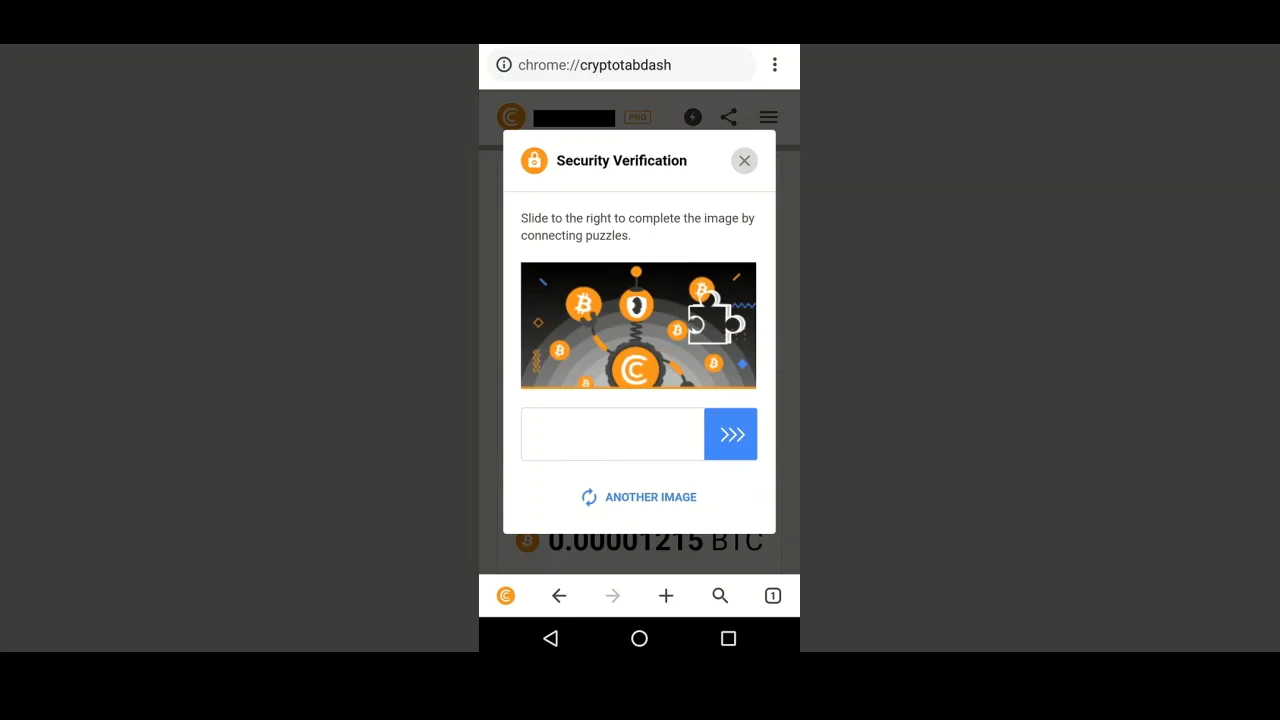 chrome://cryptotabdash
PRO
Security Verification
Slide to the right to complete the image by
connecting puzzles.
ANOTHER IMAGE
0.00001215 BTC
1